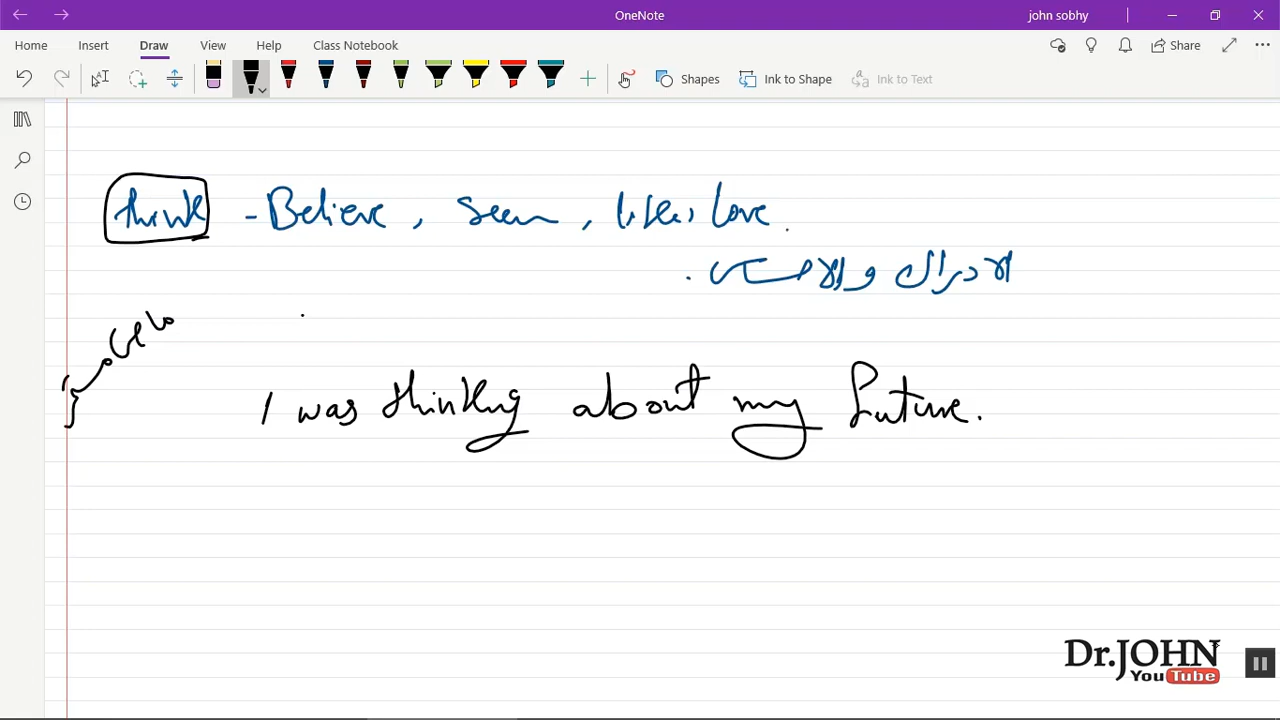 OneNote
john sobhy
Home Insert Draw View Help Class Notebook
Share
Shapes Ink to Shape Ink to Text
think - Believe, seem, like, love.
الادراك والاحساس.
I was thinking about my future.
Dr.JOHN
YouTube